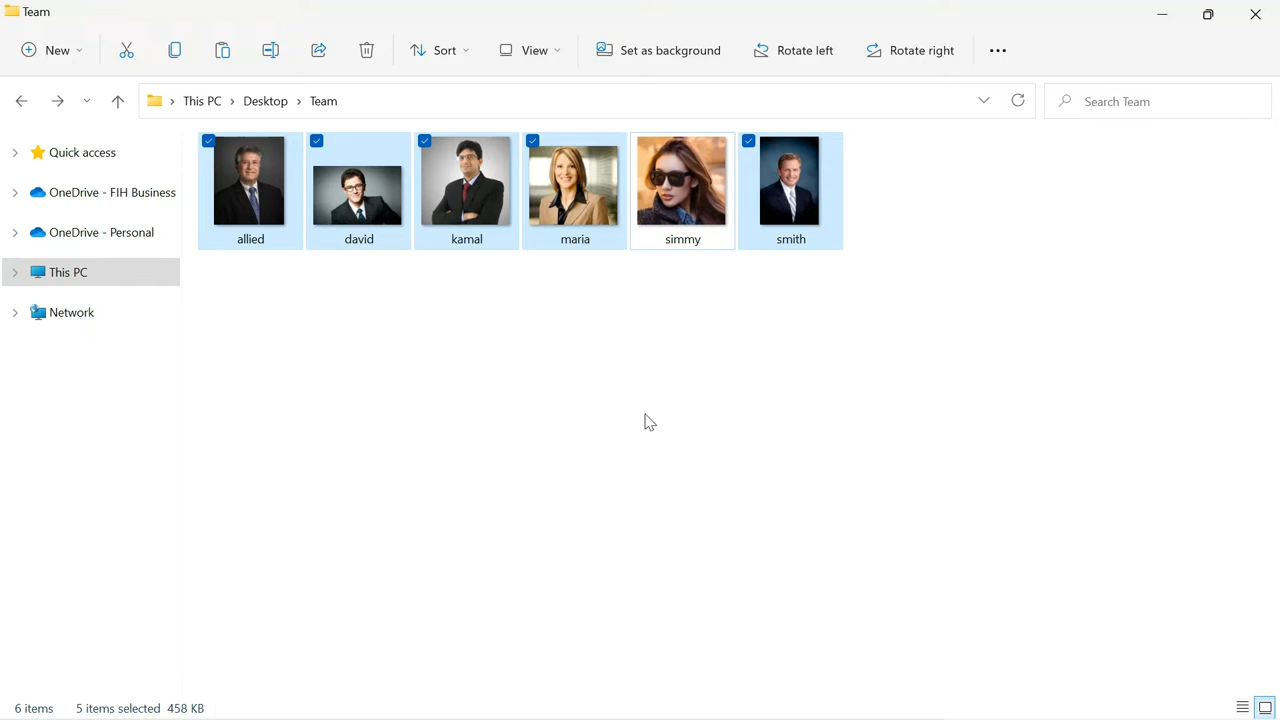 Team
New
Sort
View
Set as background
Rotate left
Rotate right
This PC
Desktop
Team
Search Team
Quick access
OneDrive - FIH Business
OneDrive - Personal
This PC
Network
allied
david
kamal
maria
simmy
smith
6 items
5 items selected 458 KB